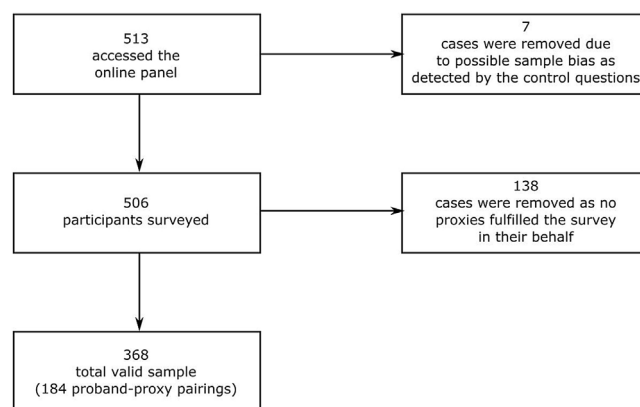 513
accessed the
online panel
7
cases were removed due
to possible sample bias as
detected by the control questions
506
participants surveyed
138
cases were removed as no
proxies fulfilled the survey
in their behalf
368
total valid sample
(184 proband-proxy pairings)